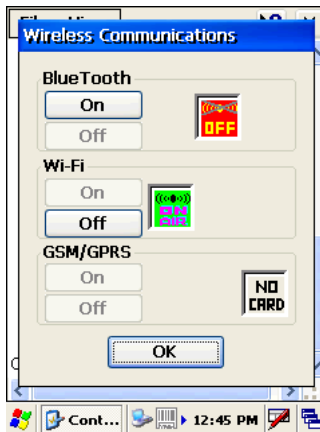 Wireless Communications
BlueTooth
On
OFF
Off
Wi-Fi
On
ON
AIR
Off
GSM/GPRS
On
NO
CARD
Off
OK
Cont...
12:45 PM